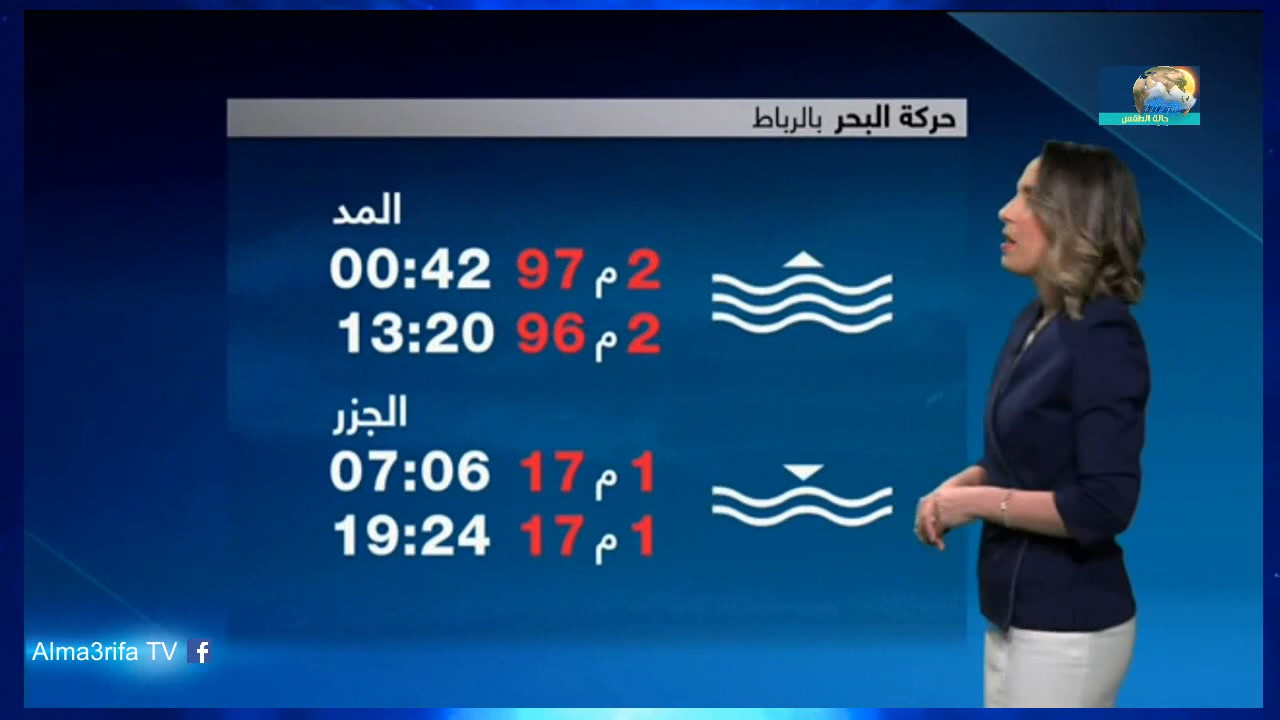 حالة الطقس
حركة البحر بالرباط
المد
2 م 97 00:42
2 م 96 13:20
الجزر
1 م 17 07:06
1 م 17 19:24
Alma3rifa TV f